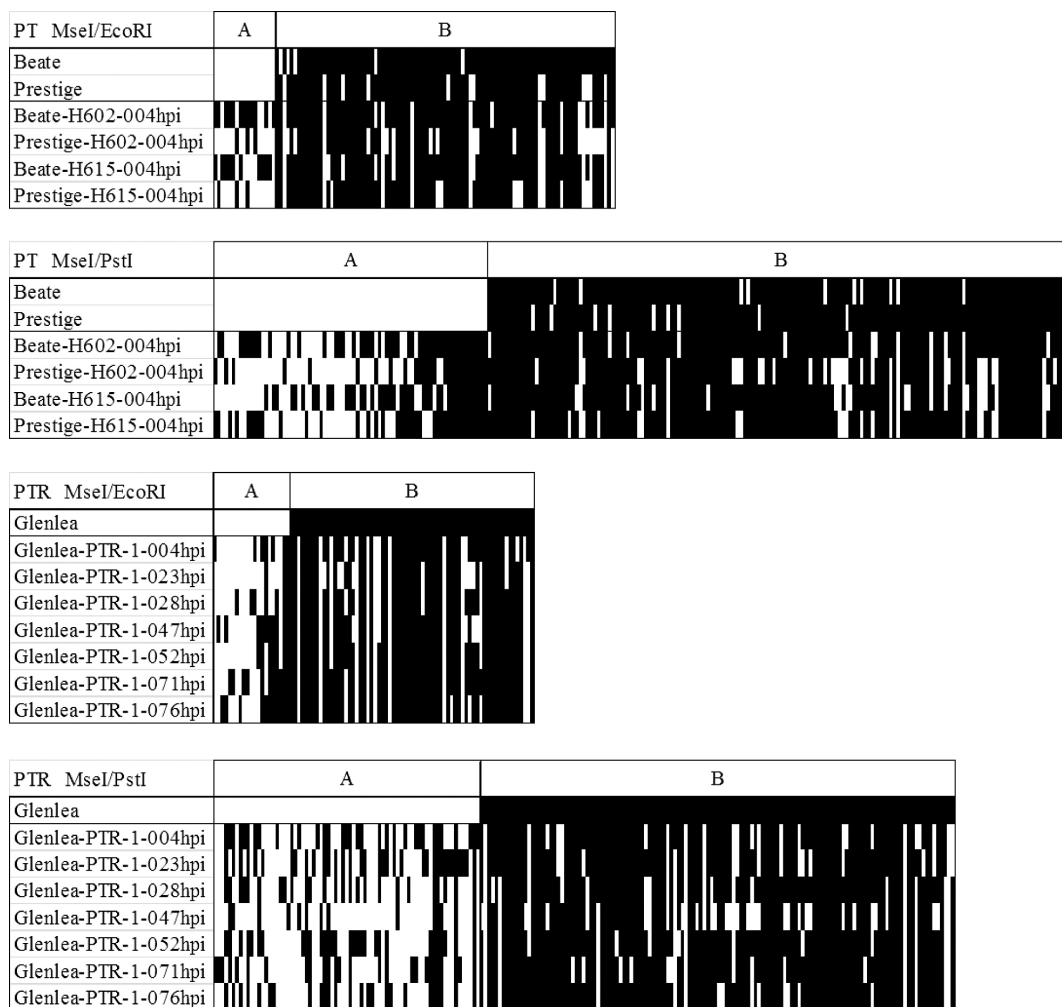 PT MseI/EcoRI A B
Beate
Prestige
Beate-H602-004hpi
Prestige-H602-004hpi
Beate-H615-004hpi
Prestige-H615-004hpi
PT MseI/PstI A B
Beate
Prestige
Beate-H602-004hpi
Prestige-H602-004hpi
Beate-H615-004hpi
Prestige-H615-004hpi
PTR MseI/EcoRI A B
Glenlea
Glenlea-PTR-1-004hpi
Glenlea-PTR-1-023hpi
Glenlea-PTR-1-028hpi
Glenlea-PTR-1-047hpi
Glenlea-PTR-1-052hpi
Glenlea-PTR-1-071hpi
Glenlea-PTR-1-076hpi
PTR MseI/PstI A B
Glenlea
Glenlea-PTR-1-004hpi
Glenlea-PTR-1-023hpi
Glenlea-PTR-1-028hpi
Glenlea-PTR-1-047hpi
Glenlea-PTR-1-052hpi
Glenlea-PTR-1-071hpi
Glenlea-PTR-1-076hpi